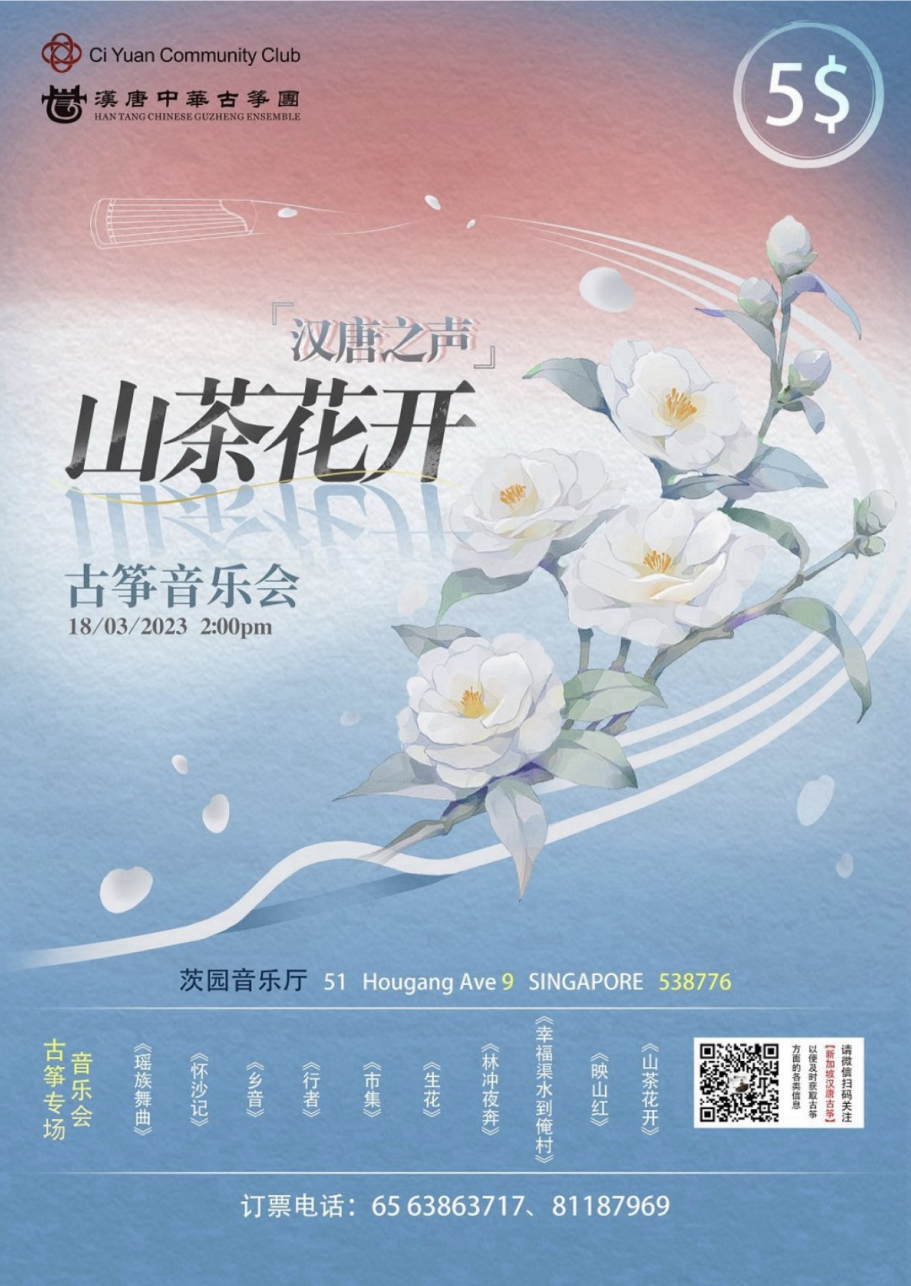 Ci Yuan Community Club
漢唐中華古筝團
HAN TANG CHINESE GUZHENG ENSEMBLE
5$
「汉唐之声」
山茶花开
古筝音乐会
18/03/2023 2:00pm
茨园音乐厅 51 Hougang Ave 9 SINGAPORE 538776
音乐会
古筝专场
《山茶花开》
《映山红》
《幸福渠水到俺村》
《林冲夜奔》
《生花》
《市集》
《行者》
《乡音》
《怀沙记》
《瑶族舞曲》
请微信扫码关注
【新加坡汉唐古筝】
以便及时获取古筝
方面的各类信息
订票电话：65 63863717、81187969